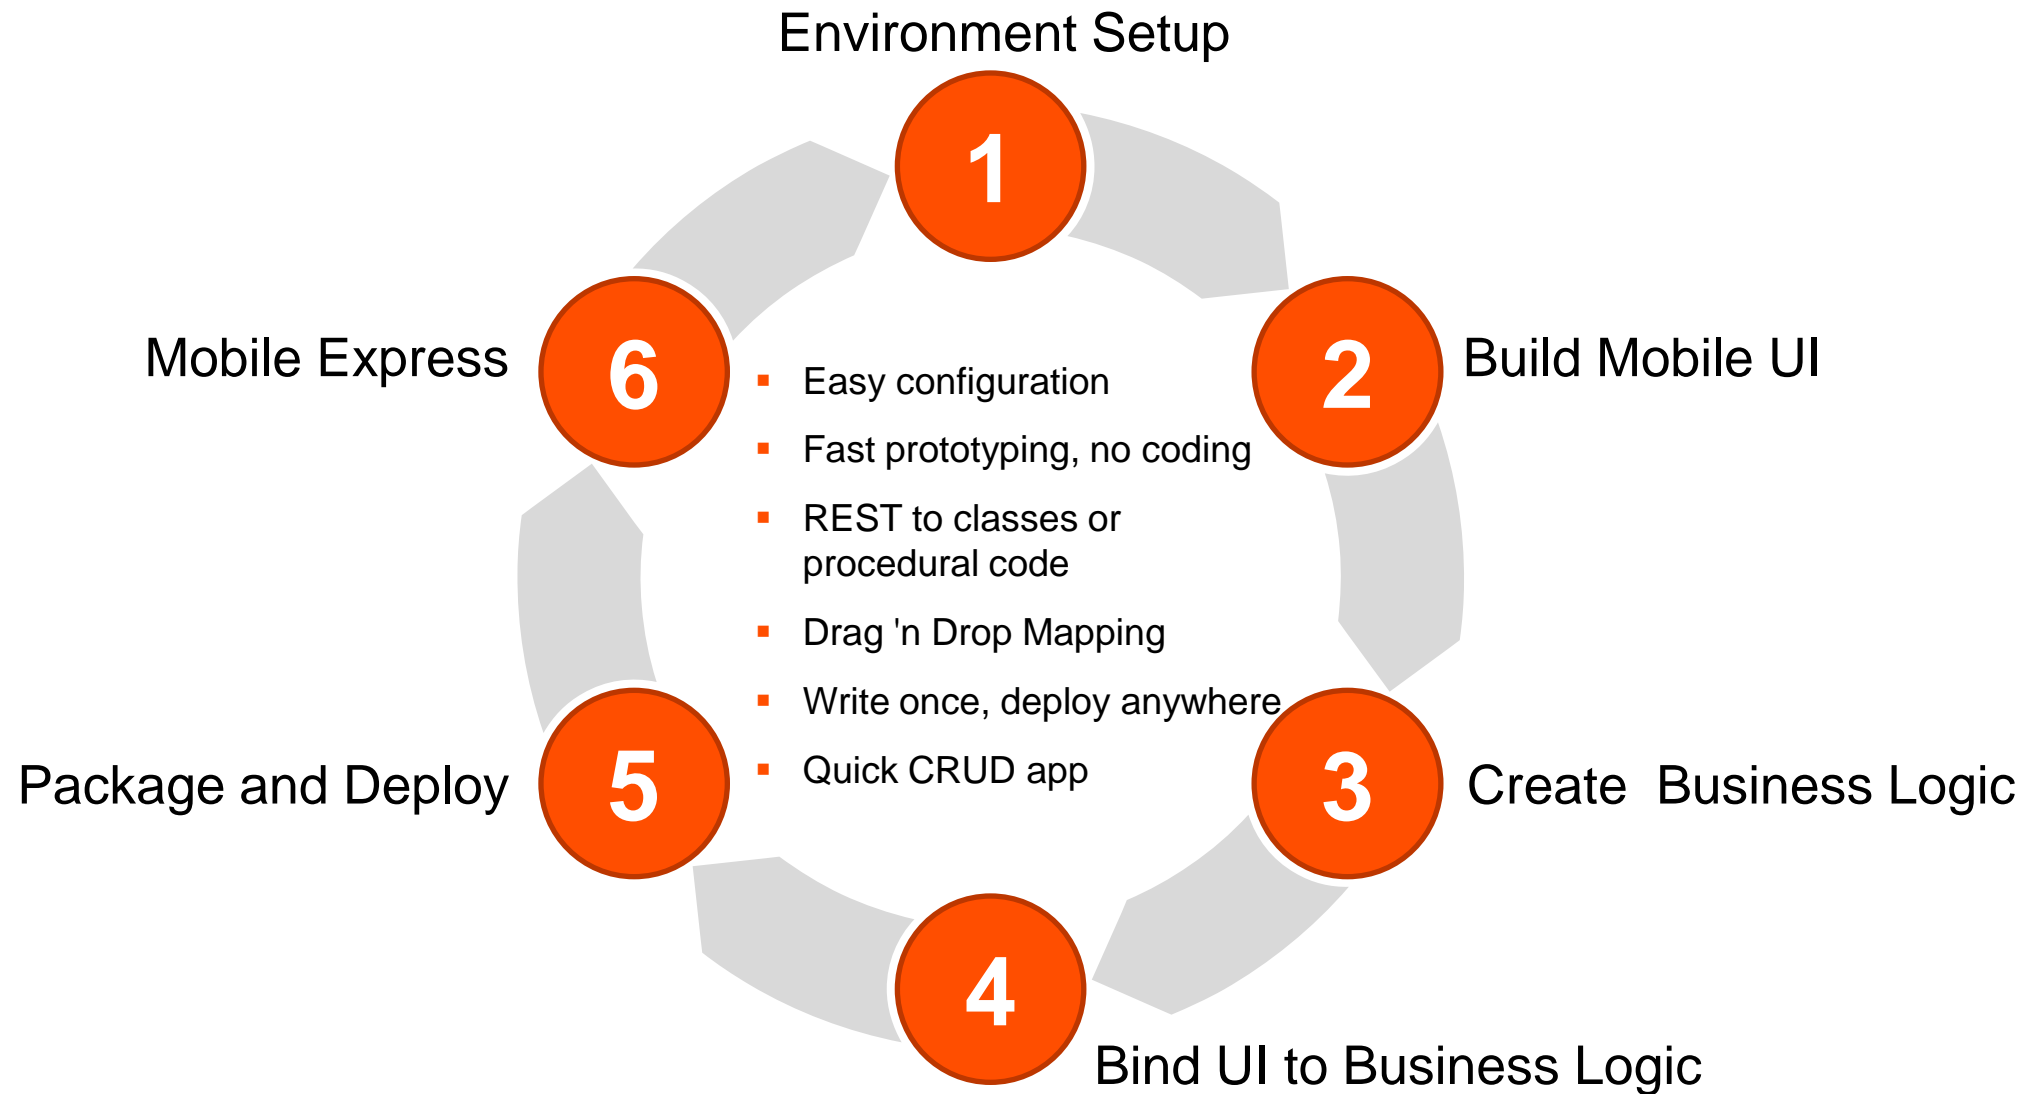 Environment Setup
1
2
Build Mobile UI
3
Create  Business Logic
4
Bind UI to Business Logic
5
Package and Deploy
6
Mobile Express
▪ Easy configuration
▪ Fast prototyping, no coding
▪ REST to classes or
procedural code
▪ Drag 'n Drop Mapping
▪ Write once, deploy anywhere
▪ Quick CRUD app